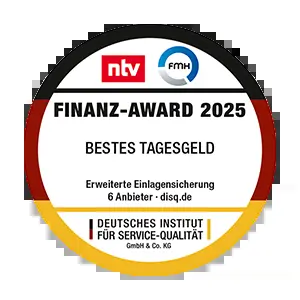 ntv FMH
FINANZ-AWARD 2025
BESTES TAGESGELD
Erweiterte Einlagensicherung
6 Anbieter · disq.de
DEUTSCHES INSTITUT
FÜR SERVICE-QUALITÄT
GmbH & Co. KG